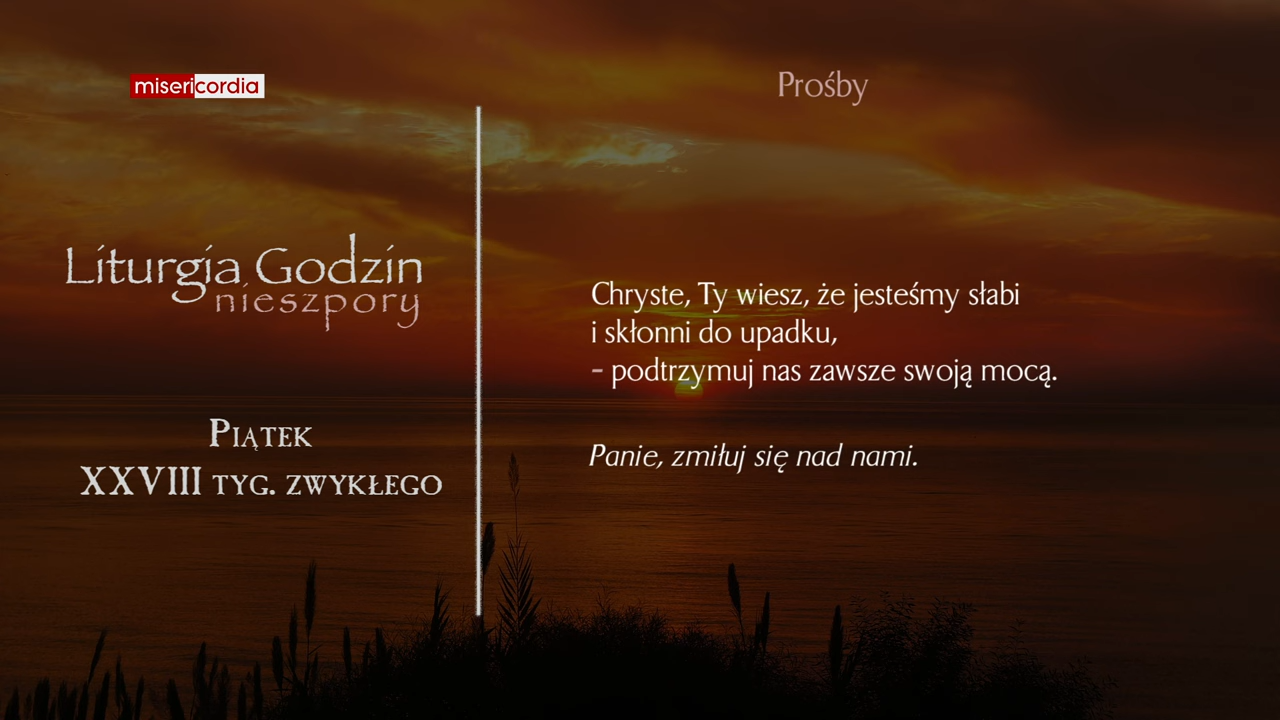 misericordia
Liturgia Godzin
nieszpory
Piątek
XXVIII tyg. zwykłego
Prośby
Chryste, Ty wiesz, że jesteśmy słabi
i skłonni do upadku,
- podtrzymuj nas zawsze swoją mocą.
Panie, zmiłuj się nad nami.